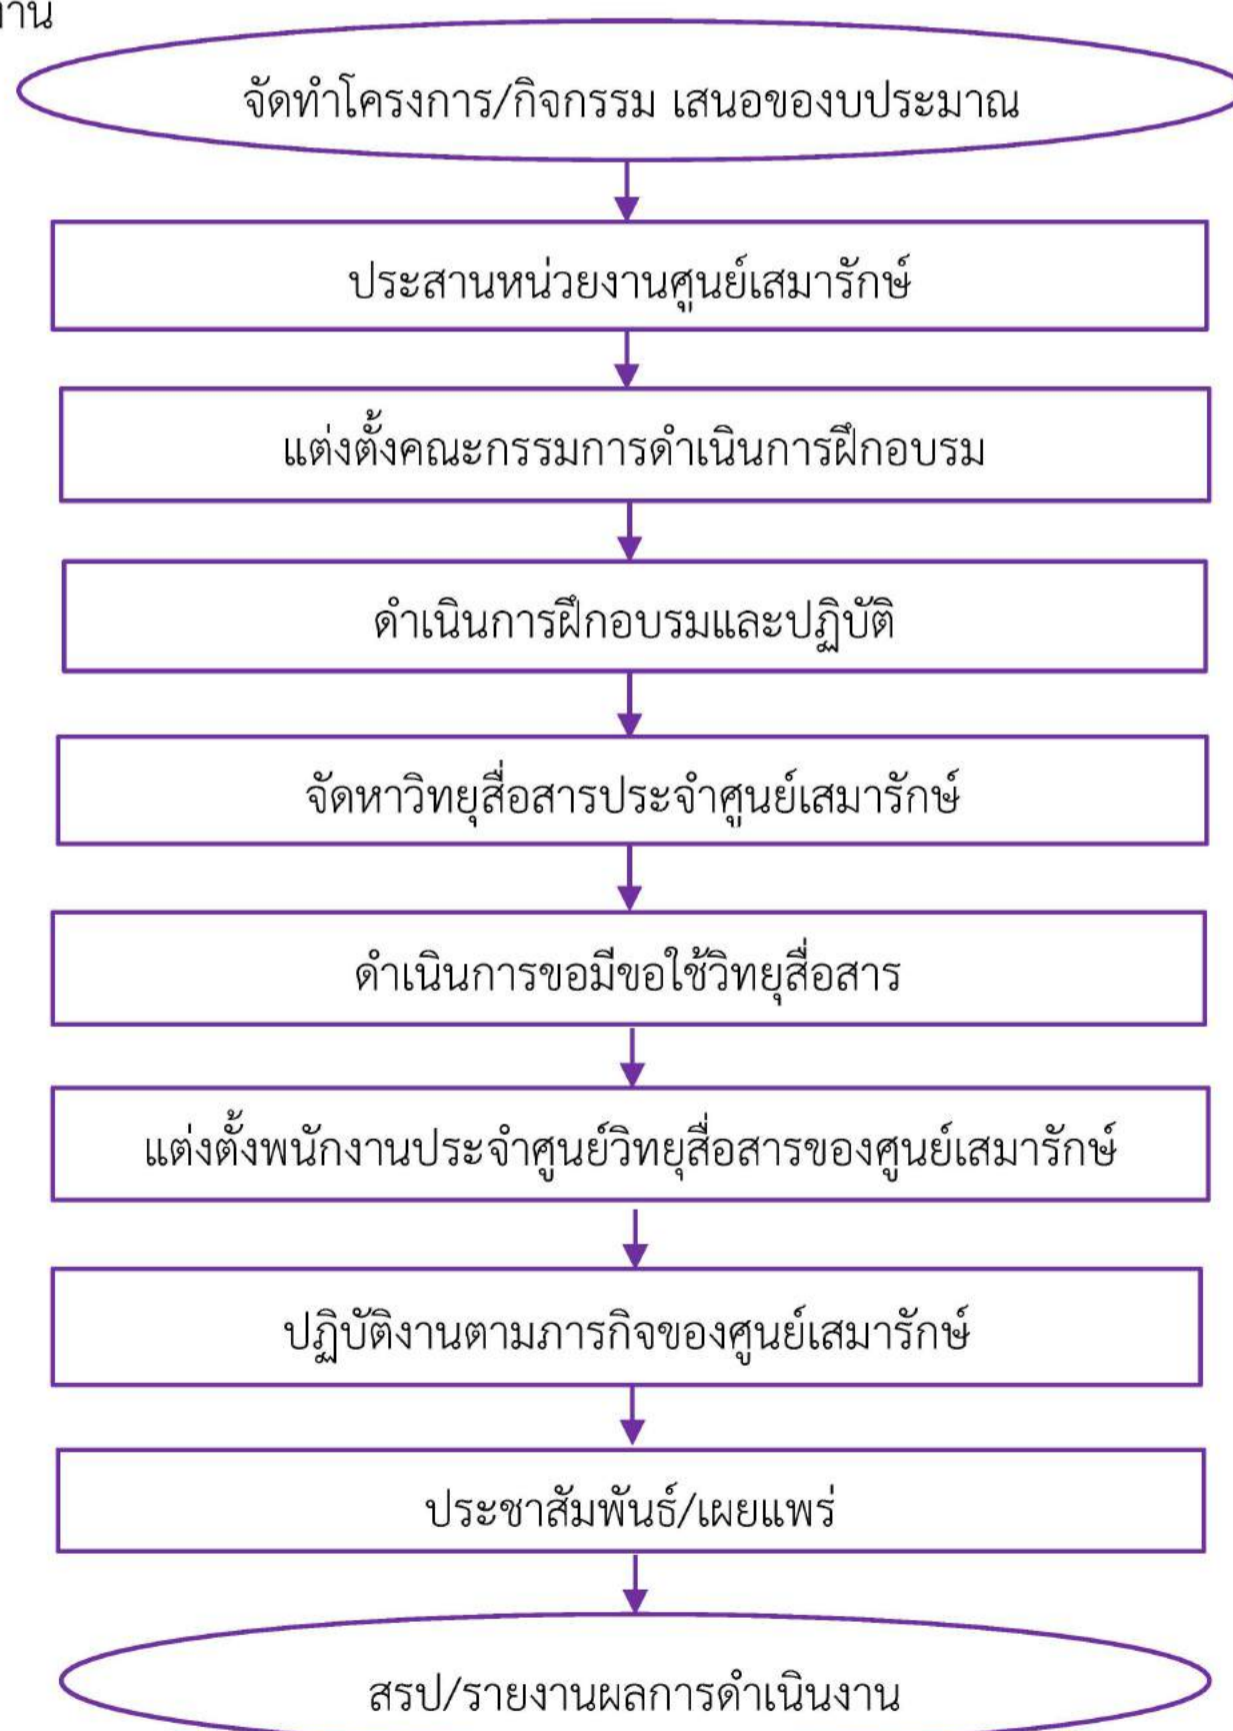 จัดทำโครงการ/กิจกรรม เสนอของบประมาณ
ประสานหน่วยงานศูนย์เสมารักษ์
แต่งตั้งคณะกรรมการดำเนินการฝึกอบรม
ดำเนินการฝึกอบรมและปฏิบัติ
จัดหาวิทยุสื่อสารประจำศูนย์เสมารักษ์
ดำเนินการขอมีขอใช้วิทยุสื่อสาร
แต่งตั้งพนักงานประจำศูนย์วิทยุสื่อสารของศูนย์เสมารักษ์
ปฏิบัติงานตามภารกิจของศูนย์เสมารักษ์
ประชาสัมพันธ์/เผยแพร่
สรป/รายงานผลการดำเนินงาน